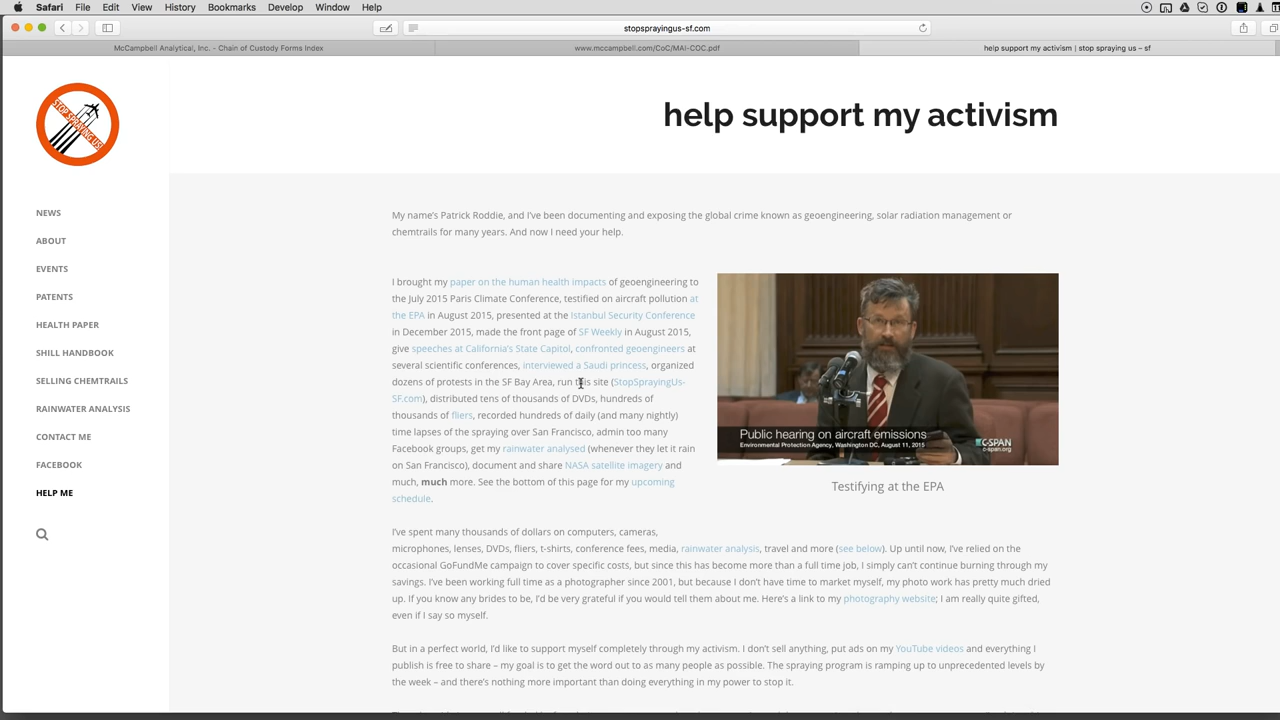 Safari File Edit View History Bookmarks Develop Window Help
stopsprayingus-sf.com
McCampbell Analytical, Inc. - Chain of Custody Forms Index
www.mccampbell.com/CoC/MAI-COC.pdf
help support my activism | stop spraying us – sf
STOP SPRAYING US!
help support my activism
NEWS
ABOUT
EVENTS
PATENTS
HEALTH PAPER
SHILL HANDBOOK
SELLING CHEMTRAILS
RAINWATER ANALYSIS
CONTACT ME
FACEBOOK
HELP ME
My name's Patrick Roddie, and I've been documenting and exposing the global crime known as geoengineering, solar radiation management or
chemtrails for many years. And now I need your help.
I brought my paper on the human health impacts of geoengineering to
the July 2015 Paris Climate Conference, testified on aircraft pollution at
the EPA in August 2015, presented at the Istanbul Security Conference
in December 2015, made the front page of SF Weekly in August 2015,
give speeches at California's State Capitol, confronted geoengineers at
several scientific conferences, interviewed a Saudi princess, organized
dozens of protests in the SF Bay Area, run this site (StopSprayingUs-
SF.com), distributed tens of thousands of DVDs, hundreds of
thousands of fliers, recorded hundreds of daily (and many nightly)
time lapses of the spraying over San Francisco, admin too many
Facebook groups, get my rainwater analysed (whenever they let it rain
on San Francisco), document and share NASA satellite imagery and
much, much more. See the bottom of this page for my upcoming
schedule.
Public hearing on aircraft emissions
Environmental Protection Agency, Washington DC, August 11, 2015
C-SPAN
c-span.org
Testifying at the EPA
I've spent many thousands of dollars on computers, cameras,
microphones, lenses, DVDs, fliers, t-shirts, conference fees, media, rainwater analysis, travel and more (see below). Up until now, I've relied on the
occasional GoFundMe campaign to cover specific costs, but since this has become more than a full time job, I simply can't continue burning through my
savings. I've been working full time as a photographer since 2001, but because I don't have time to market myself, my photo work has pretty much dried
up. If you know any brides to be, I'd be very grateful if you would tell them about me. Here's a link to my photography website; I am really quite gifted,
even if I say so myself.
But in a perfect world, I'd like to support myself completely through my activism. I don't sell anything, put ads on my YouTube videos and everything I
publish is free to share – my goal is to get the word out to as many people as possible. The spraying program is ramping up to unprecedented levels by
the week – and there's nothing more important than doing everything in my power to stop it.